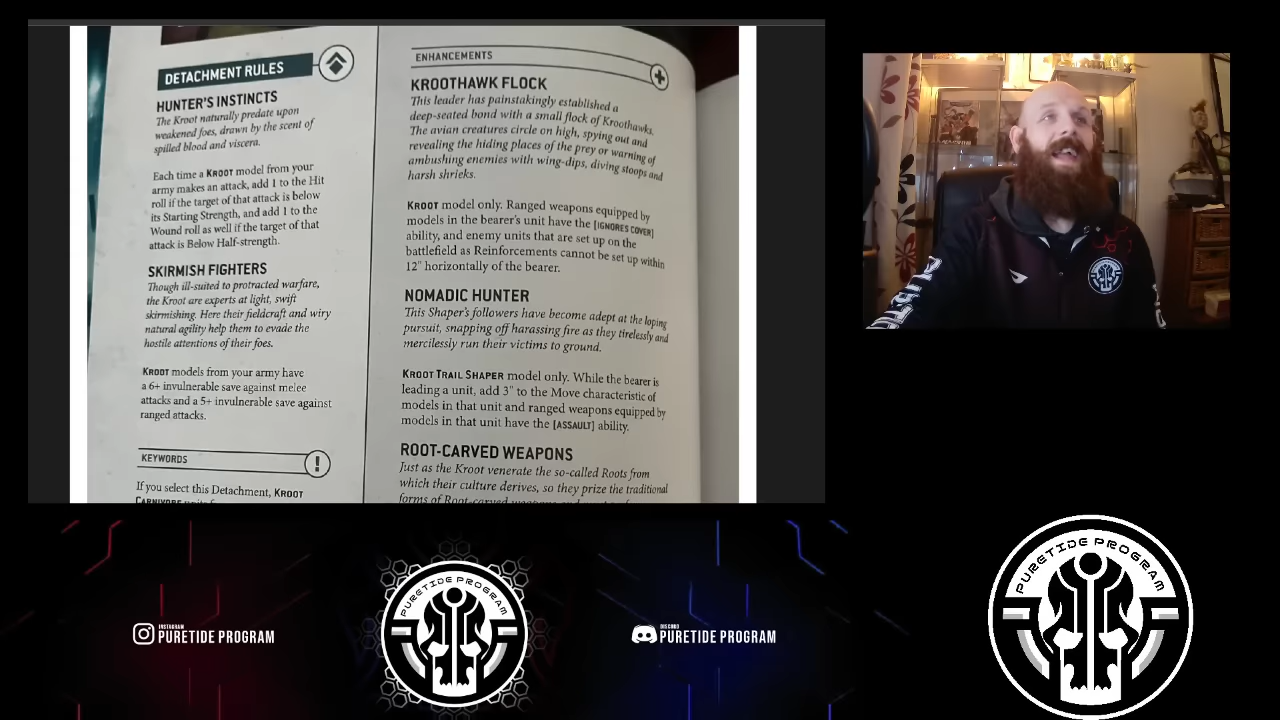 DETACHMENT RULES
HUNTER'S INSTINCTS
The Kroot naturally predate upon
weakened foes, drawn by the scent of
spilled blood and viscera.
Each time a KROOT model from your
army makes an attack, add 1 to the Hit
roll if the target of that attack is below
its Starting Strength, and add 1 to the
Wound roll as well if the target of that
attack is Below Half-strength.
SKIRMISH FIGHTERS
Though ill-suited to protracted warfare,
the Kroot are experts at light, swift
skirmishing. Here their fieldcraft and wiry
natural agility help them to evade the
hostile attentions of their foes.
KROOT models from your army have
a 6+ invulnerable save against melee
attacks and a 5+ invulnerable save against
ranged attacks.
KEYWORDS
If you select this Detachment, KROOT
CARNIVORE units
ENHANCEMENTS
KROOTHAWK FLOCK
This leader has painstakingly established a
deep-seated bond with a small flock of Kroothawks.
The avian creatures circle on high, spying out and
revealing the hiding places of the prey or warning of
ambushing enemies with wing-dips, diving stoops and
harsh shrieks.
KROOT model only. Ranged weapons equipped by
models in the bearer's unit have the [IGNORES COVER]
ability, and enemy units that are set up on the
battlefield as Reinforcements cannot be set up within
12" horizontally of the bearer.
NOMADIC HUNTER
This Shaper's followers have become adept at the loping
pursuit, snapping off harassing fire as they tirelessly and
mercilessly run their victims to ground.
KROOT TRAIL SHAPER model only. While the bearer is
leading a unit, add 3" to the Move characteristic of
models in that unit and ranged weapons equipped by
models in that unit have the [ASSAULT] ability.
ROOT-CARVED WEAPONS
Just as the Kroot venerate the so-called Roots from
which their culture derives, so they prize the traditional
forms of Root-carved weapons
INSTAGRAM
PURETIDE PROGRAM
PURETIDE PROGRAM
DISCORD
PURETIDE PROGRAM
PURETIDE PROGRAM